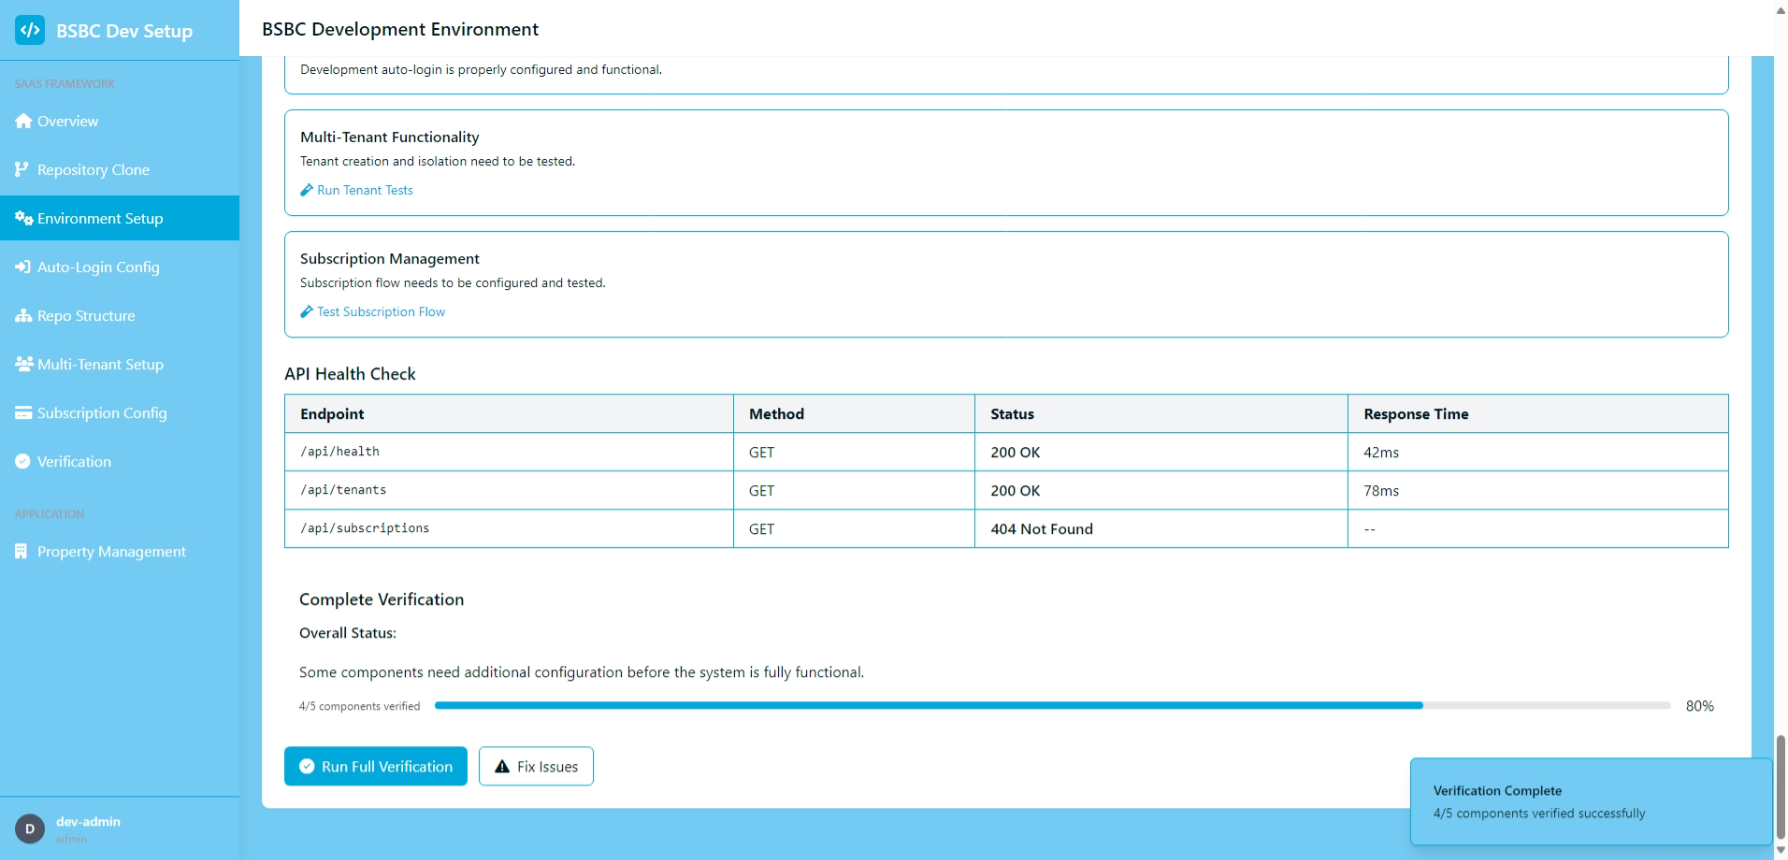 BSBC Dev Setup
SAAS FRAMEWORK
Overview
Repository Clone
Environment Setup
Auto-Login Config
Repo Structure
Multi-Tenant Setup
Subscription Config
Verification
APPLICATION
Property Management
D
dev-admin
admin
BSBC Development Environment
Development auto-login is properly configured and functional.
Multi-Tenant Functionality
Tenant creation and isolation need to be tested.
Run Tenant Tests
Subscription Management
Subscription flow needs to be configured and tested.
Test Subscription Flow
API Health Check
Endpoint Method Status Response Time
/api/health GET 200 OK 42ms
/api/tenants GET 200 OK 78ms
/api/subscriptions GET 404 Not Found --
Complete Verification
Overall Status:
Some components need additional configuration before the system is fully functional.
4/5 components verified 80%
Run Full Verification Fix Issues
Verification Complete
4/5 components verified successfully